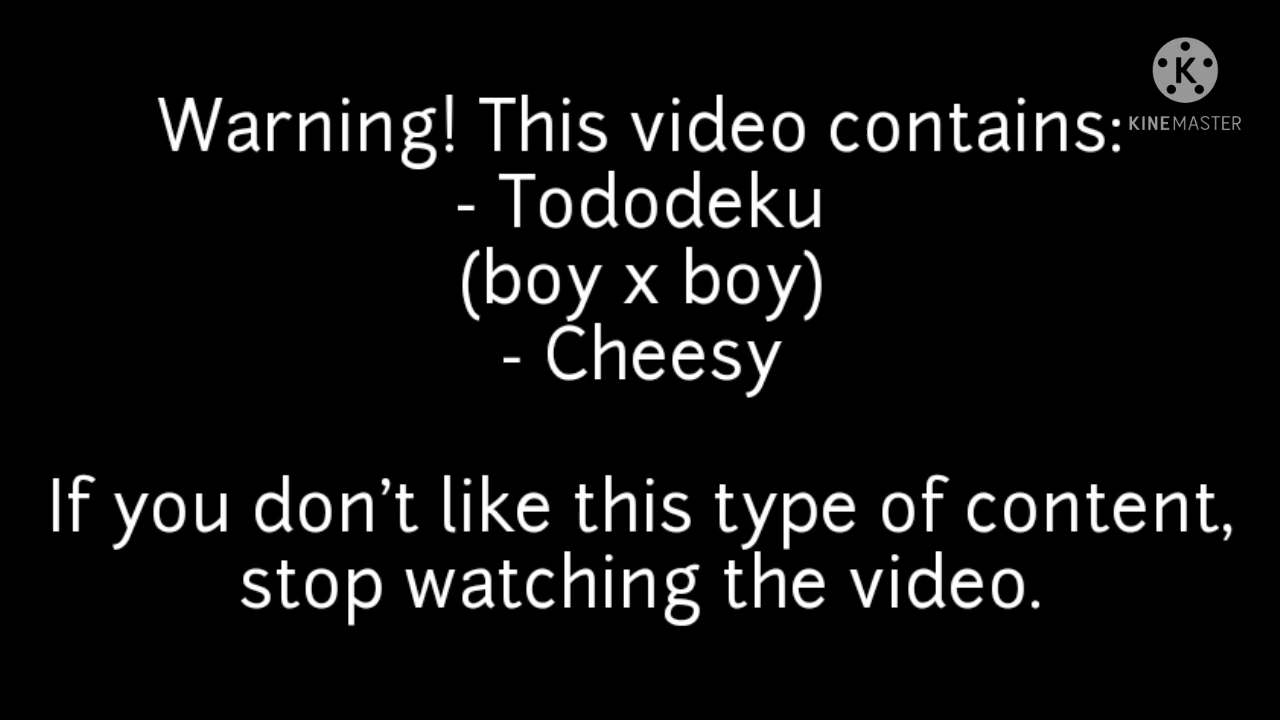 Warning! This video contains:
- Tododeku
(boy x boy)
- Cheesy
If you don't like this type of content,
stop watching the video.
K
KINEMASTER